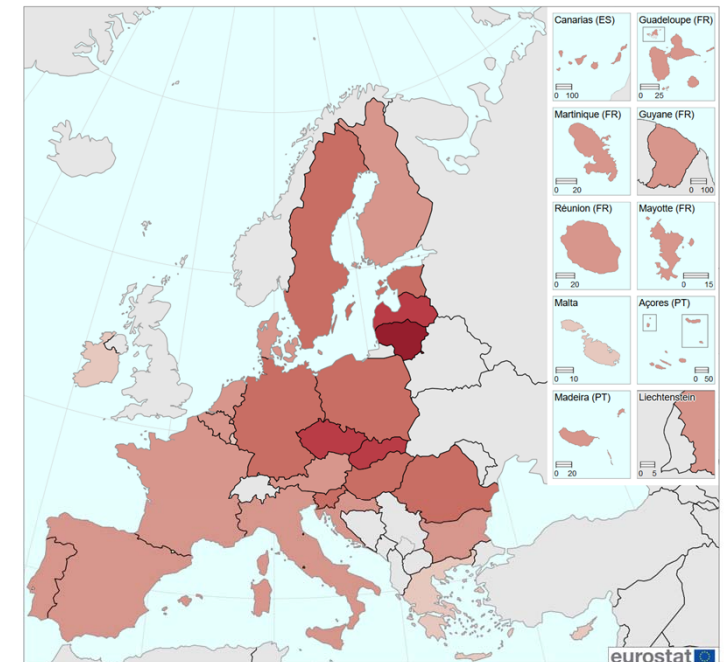 Canarias (ES)
0 100
Guadeloupe (FR)
0 25
Martinique (FR)
0 20
Guyane (FR)
0 100
Réunion (FR)
0 20
Mayotte (FR)
0 15
Malta
0 10
Açores (PT)
0 50
Madeira (PT)
0 20
Liechtenstein
0 5
eurostat